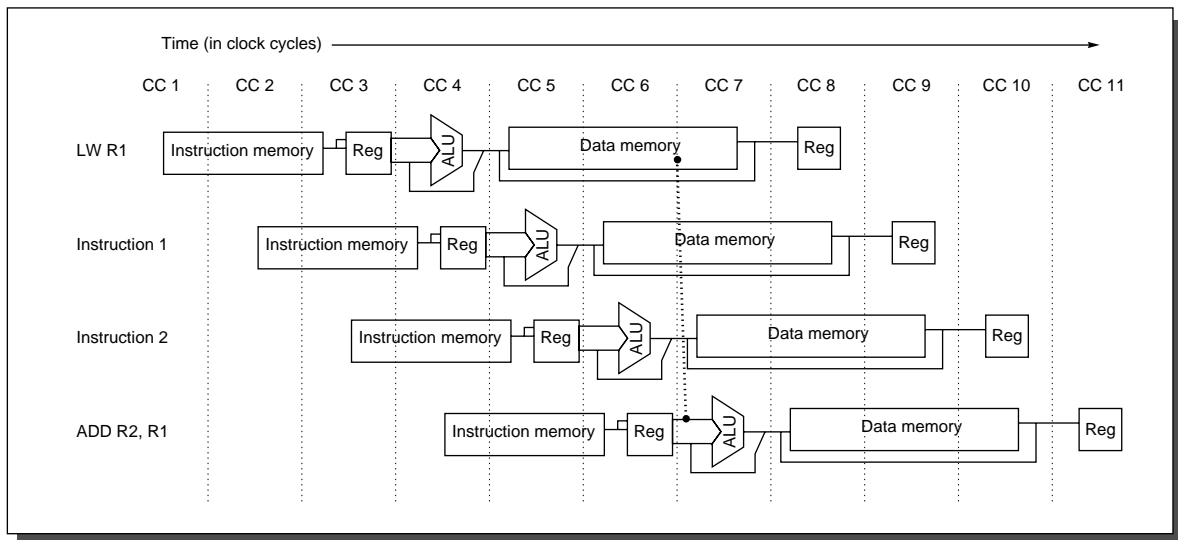 Time (in clock cycles)
CC 1 CC 2 CC 3 CC 4 CC 5 CC 6 CC 7 CC 8 CC 9 CC 10 CC 11
LW R1 Instruction memory Reg ALU Data memory Reg
Instruction 1 Instruction memory Reg ALU Data memory Reg
Instruction 2 Instruction memory Reg ALU Data memory Reg
ADD R2, R1 Instruction memory Reg ALU Data memory Reg